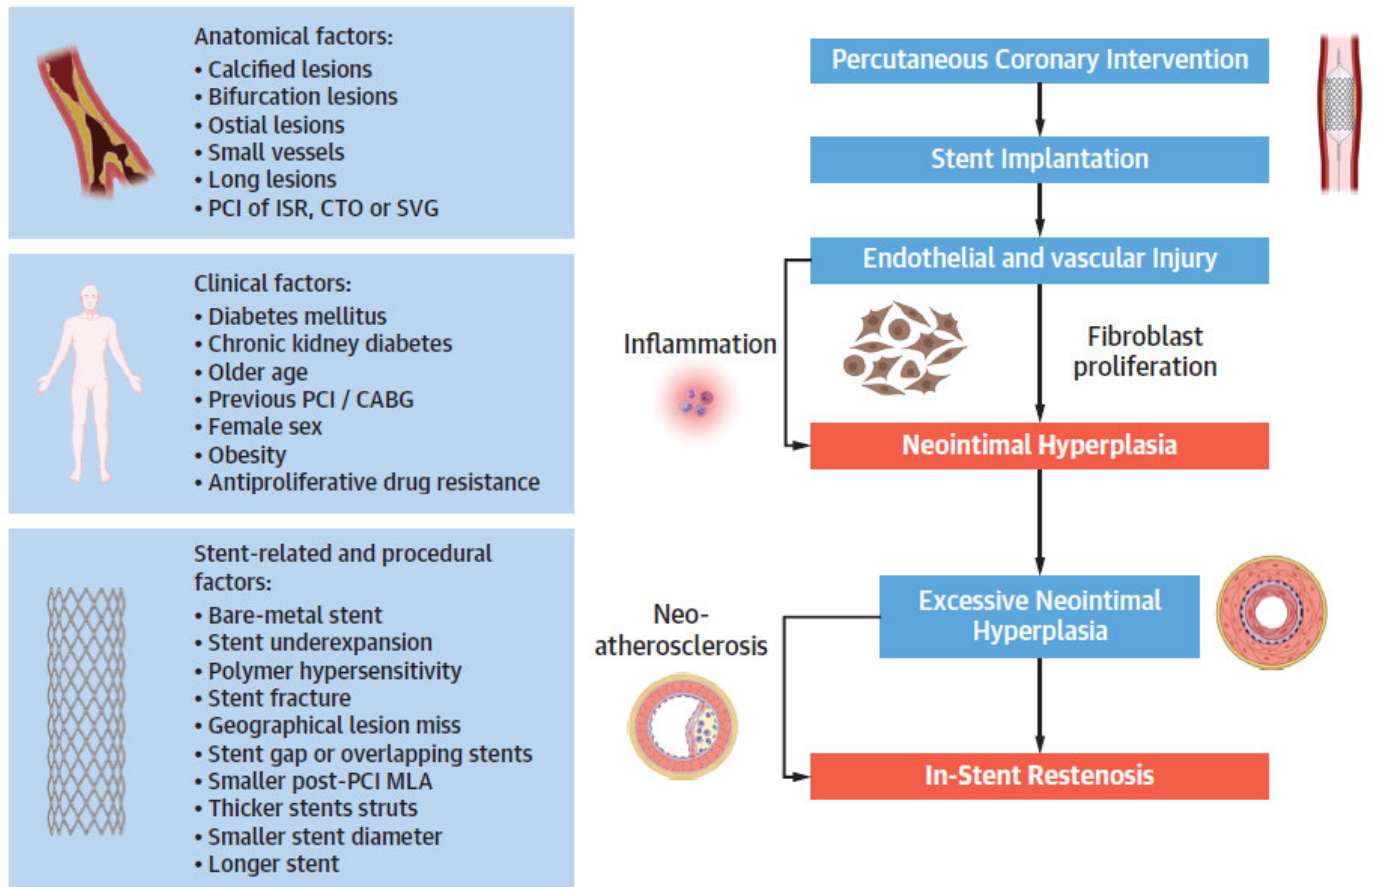 Anatomical factors:
• Calcified lesions
• Bifurcation lesions
• Ostial lesions
• Small vessels
• Long lesions
• PCI of ISR, CTO or SVG
Clinical factors:
• Diabetes mellitus
• Chronic kidney diabetes
• Older age
• Previous PCI / CABG
• Female sex
• Obesity
• Antiproliferative drug resistance
Stent-related and procedural
factors:
• Bare-metal stent
• Stent underexpansion
• Polymer hypersensitivity
• Stent fracture
• Geographical lesion miss
• Stent gap or overlapping stents
• Smaller post-PCI MLA
• Thicker stents struts
• Smaller stent diameter
• Longer stent
Percutaneous Coronary Intervention
Stent Implantation
Endothelial and vascular Injury
Inflammation
Fibroblast
proliferation
Neointimal Hyperplasia
Excessive Neointimal
Hyperplasia
Neo-
atherosclerosis
In-Stent Restenosis